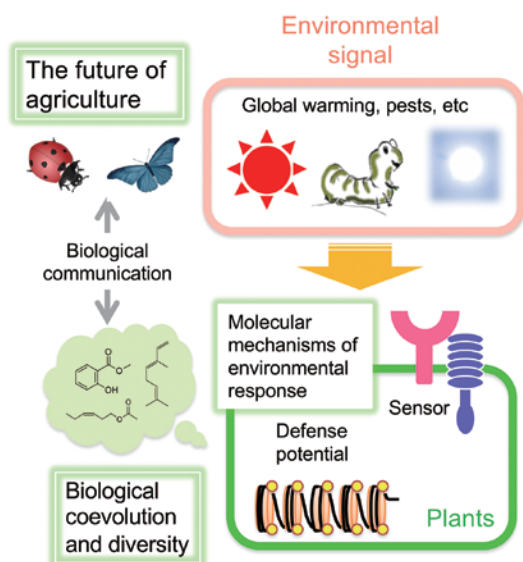 Environmental
signal
The future of
agriculture
Global warming, pests, etc
Biological
communication
O
O
OH
O
O
Molecular
mechanisms of
environmental
response
Sensor
Defense
potential
Biological
coevolution
and diversity
Plants